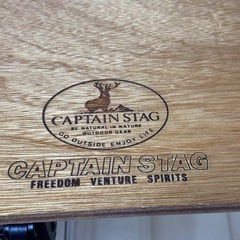 CAPTAIN STAG
BE NATURAL IN NATURE
OUTDOOR GEAR
GO OUTSIDE ENJOY LIFE
CAPTAIN STAG
FREEDOM VENTURE SPIRITS